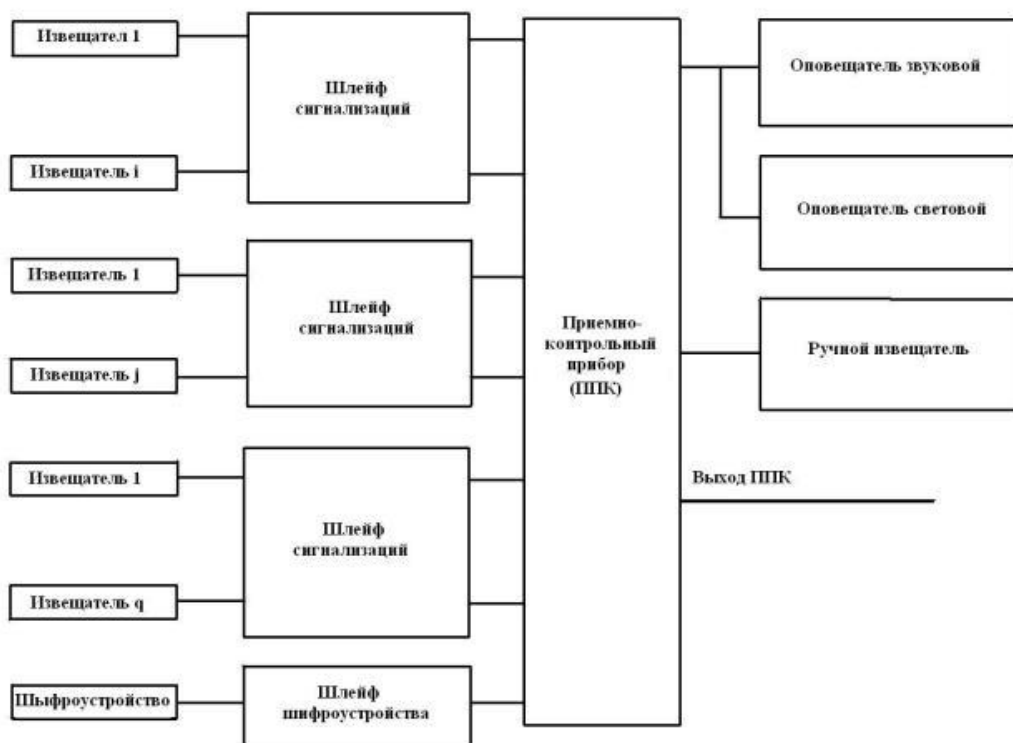 Извещател 1
Шлейф
сигнализаций
Извещатель i
Извещатель 1
Шлейф
сигнализаций
Извещатель j
Извещатель 1
Шлейф
сигнализаций
Извещатель q
Шыфроустройство
Шлейф
шифроустройства
Приемно-
контрольный
прибор
(ППК)
Оповещатель звуковой
Оповещатель световой
Ручной извещатель
Выход ППК